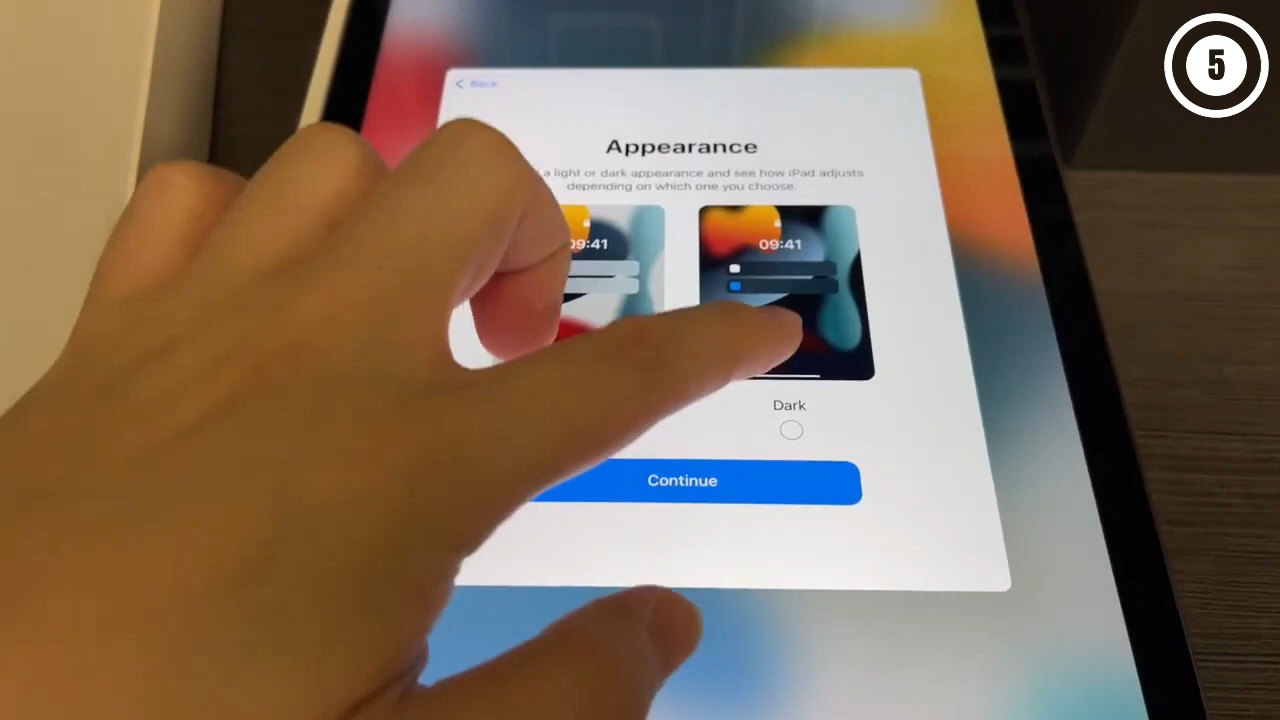 5
Back
Appearance
a light or dark appearance and see how iPad adjusts
depending on which one you choose.
09:41
09:41
Dark
Continue